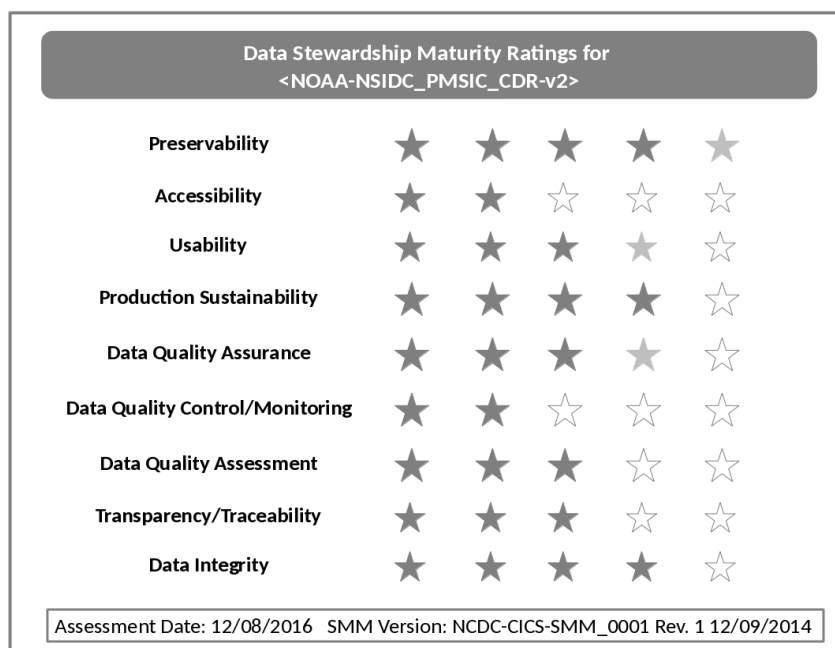 Data Stewardship Maturity Ratings for
<NOAA-NSIDC_PMSIC_CDR-v2>
Preservability
Accessibility
Usability
Production Sustainability
Data Quality Assurance
Data Quality Control/Monitoring
Data Quality Assessment
Transparency/Traceability
Data Integrity
Assessment Date: 12/08/2016 SMM Version: NCDC-CICS-SMM_0001 Rev. 1 12/09/2014